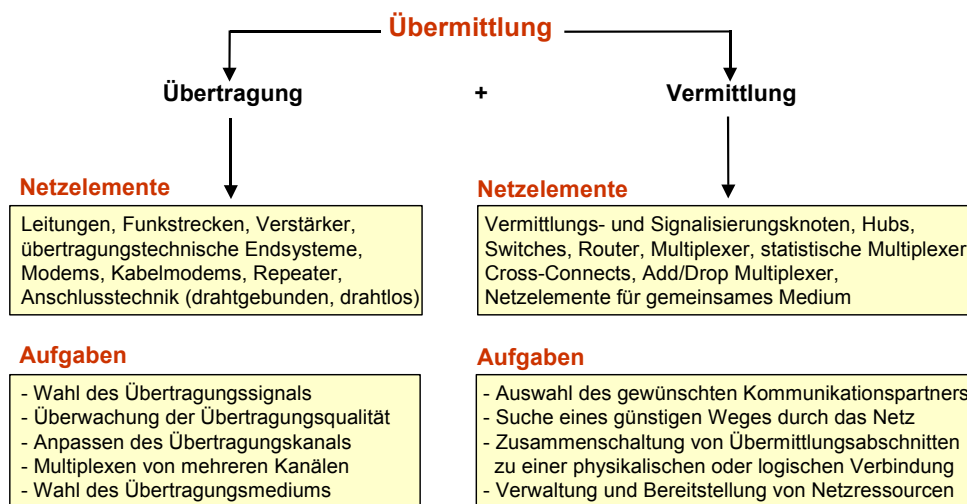 Übermittlung
Übertragung + Vermittlung
Netzelemente
Leitungen, Funkstrecken, Verstärker,
übertragungstechnische Endsysteme,
Modems, Kabelmodems, Repeater,
Anschlusstechnik (drahtgebunden, drahtlos)
Netzelemente
Vermittlungs- und Signalisierungsknoten, Hubs,
Switches, Router, Multiplexer, statistische Multiplexer
Cross-Connects, Add/Drop Multiplexer,
Netzelemente für gemeinsames Medium
Aufgaben
- Wahl des Übertragungssignals
- Überwachung der Übertragungsqualität
- Anpassen des Übertragungskanals
- Multiplexen von mehreren Kanälen
- Wahl des Übertragungsmediums
Aufgaben
- Auswahl des gewünschten Kommunikationspartners
- Suche eines günstigen Weges durch das Netz
- Zusammenschaltung von Übermittlungsabschnitten
zu einer physikalischen oder logischen Verbindung
- Verwaltung und Bereitstellung von Netzressourcen